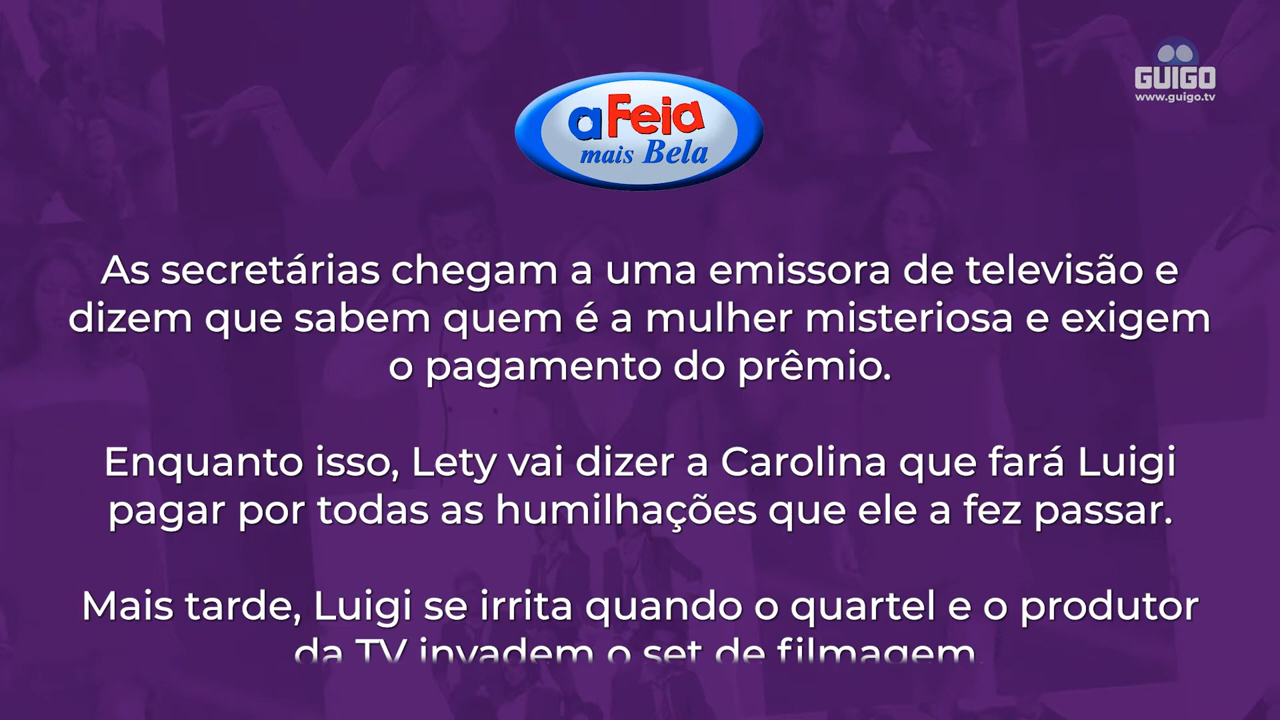 GUIGO
www.guigo.tv
a Feia
mais Bela
As secretárias chegam a uma emissora de televisão e
dizem que sabem quem é a mulher misteriosa e exigem
o pagamento do prêmio.
Enquanto isso, Lety vai dizer a Carolina que fará Luigi
pagar por todas as humilhações que ele a fez passar.
Mais tarde, Luigi se irrita quando o quartel e o produtor
da TV invadem o set de filmagem.